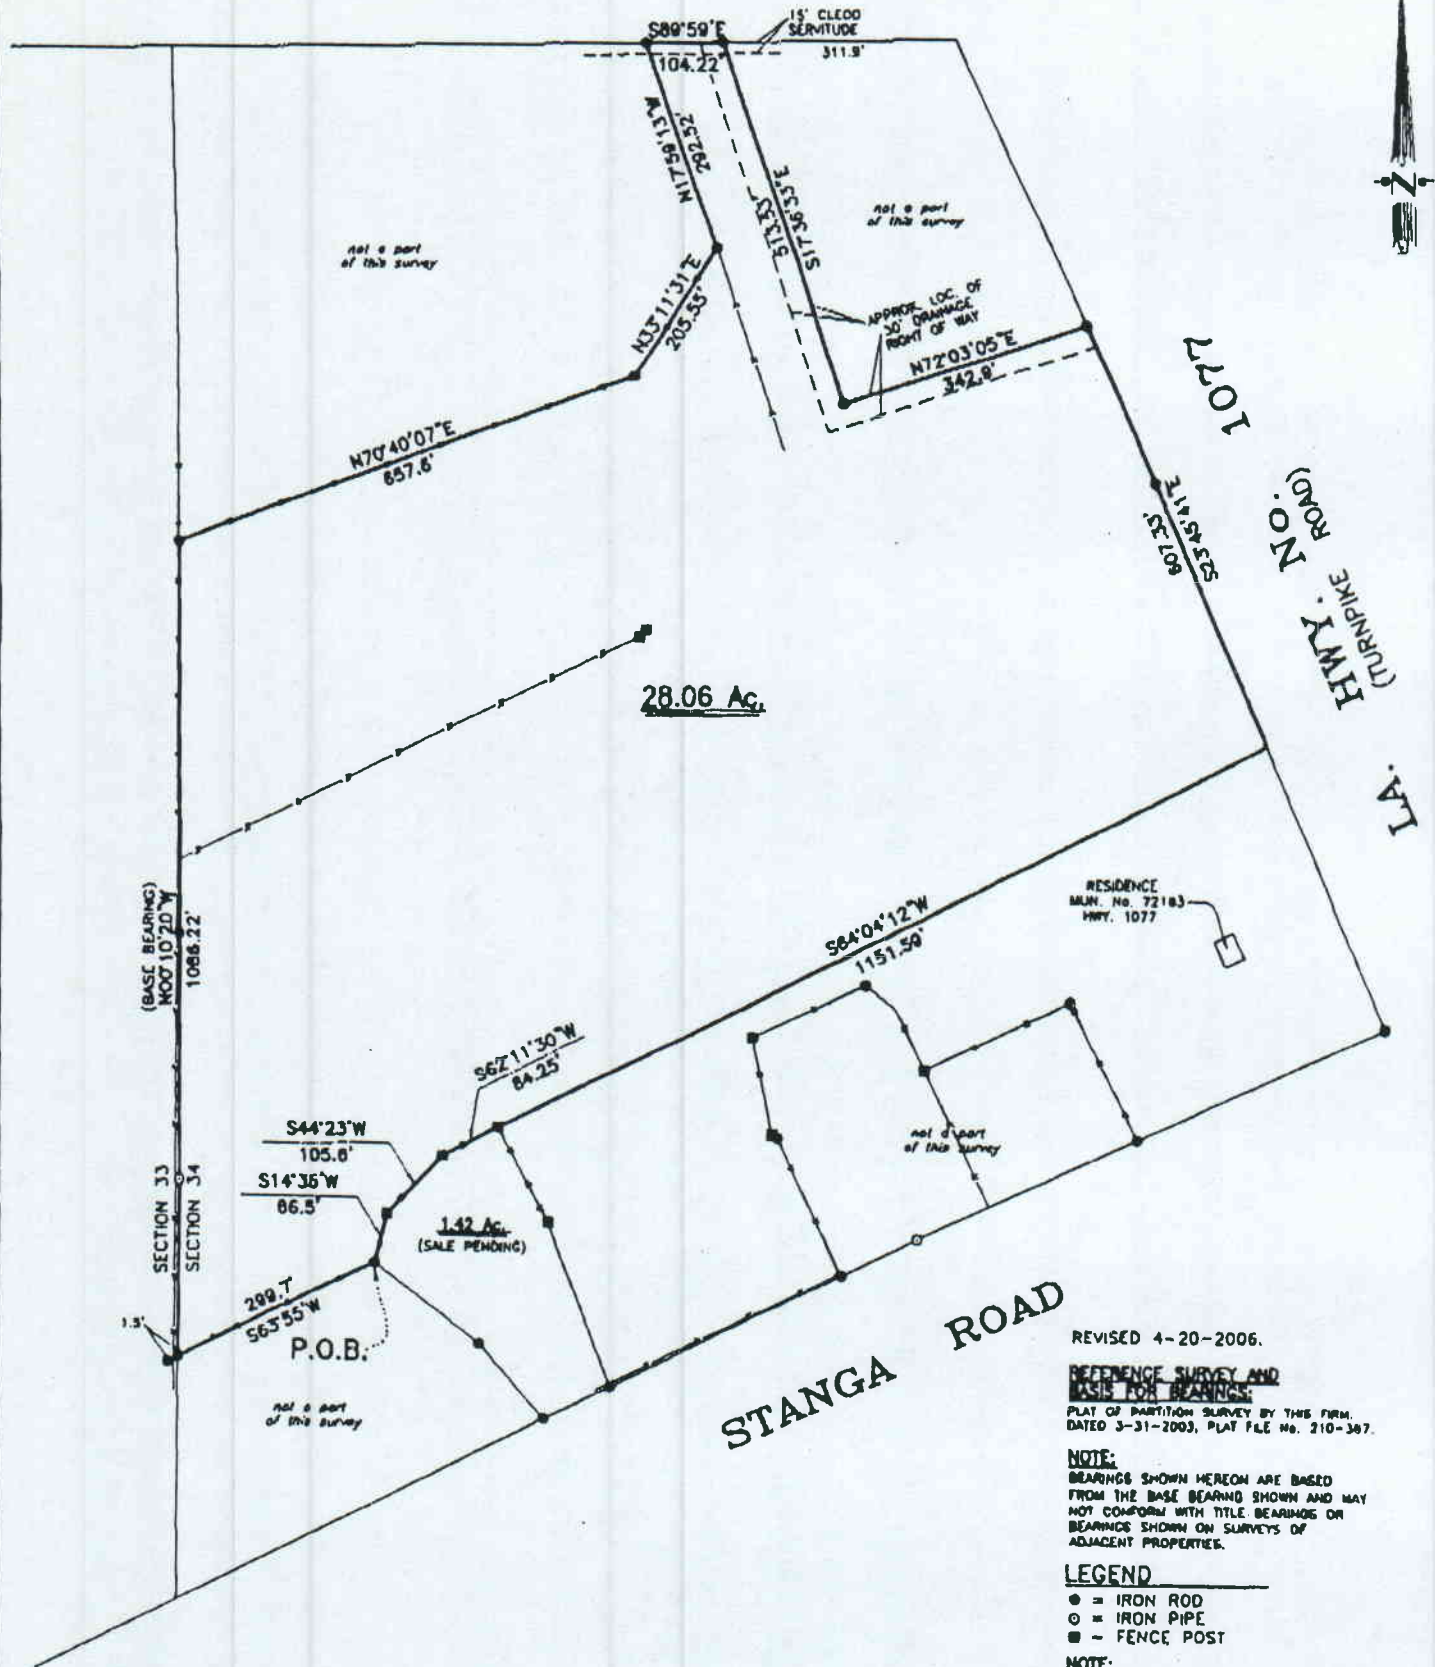 15' CLECO
SERVITUDE
S89°59'E
104.22'
311.9'
N17°59'13"W
292.52'
S17°36'33"E
513.53'
not a part
of this survey
not a part
of this survey
N
N33°11'31"E
205.55'
APPROX. LOC. OF
30' DRAINAGE
RIGHT OF WAY
N72°03'05"E
342.9'
N70°40'07"E
657.6'
LA. HWY. NO. 1077
(TURNPIKE ROAD)
S23°45'41"E
607.33'
28.06 Ac.
(BASE BEARING)
N00°10'20"W
1086.22'
RESIDENCE
MUN. No. 72183
HWY. 1077
S64°04'12"W
1151.59'
S62°11'30"W
84.25'
S44°23'W
105.6'
S14°36'W
66.5'
not a part
of this survey
SECTION 33
SECTION 34
1.42 Ac.
(SALE PENDING)
299.7'
S63°55'W
1.5'
P.O.B.
not a part
of this survey
STANGA ROAD
REVISED 4-20-2006.
REFERENCE SURVEY AND
BASIS FOR BEARINGS:
PLAT OF PARTITION SURVEY BY THIS FIRM.
DATED 3-31-2003, PLAT FILE No. 210-367.
NOTE:
BEARINGS SHOWN HEREON ARE BASED
FROM THE BASE BEARING SHOWN AND MAY
NOT CONFORM WITH TITLE BEARINGS OR
BEARINGS SHOWN ON SURVEYS OF
ADJACENT PROPERTIES.
LEGEND
= IRON ROD
= IRON PIPE
- FENCE POST
NOTE: